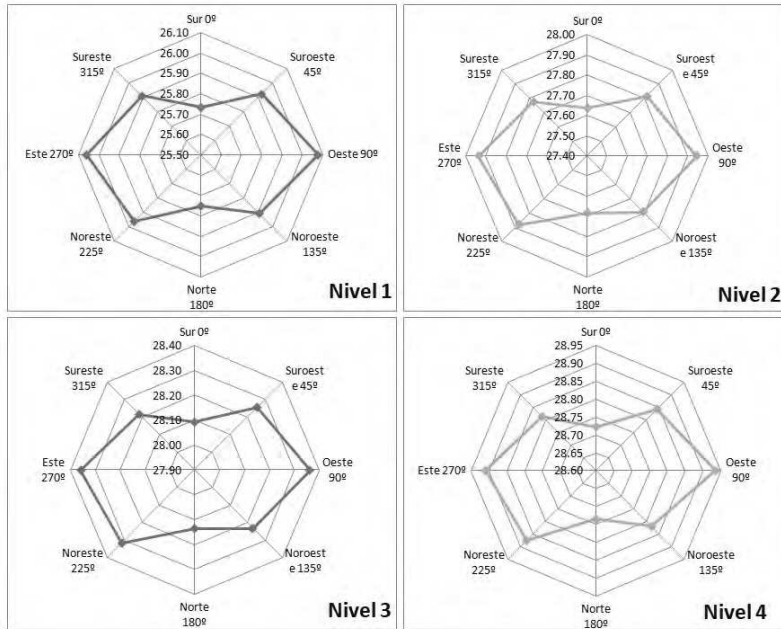 Sur 0º
26.10
26.00
25.90
25.80
25.70
25.60
25.50
Suroeste
45º
Oeste 90º
Noroeste
135º
Norte
180º
Noreste
225º
Este 270º
Sureste
315º
Nivel 1
Sur 0º
28.00
27.90
27.80
27.70
27.60
27.50
27.40
Suroest
e 45º
Oeste
90º
Noroest
e 135º
Norte
180º
Noreste
225º
Este
270º
Sureste
315º
Nivel 2
Sur 0º
28.40
28.30
28.20
28.10
28.00
27.90
Suroest
e 45º
Oeste
90º
Noroest
e 135º
Norte
180º
Noreste
225º
Este
270º
Sureste
315º
Nivel 3
Sur 0º
28.95
28.90
28.85
28.80
28.75
28.70
28.65
28.60
Suroeste
45º
Oeste
90º
Noroeste
135º
Norte
180º
Noreste
225º
Este 270º
Sureste
315º
Nivel 4